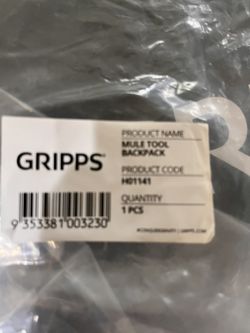 PRODUCT NAME
MULE TOOL
BACKPACK
GRIPPS
PRODUCT CODE
H01141
QUANTITY
1 PCS
9 353381 003230